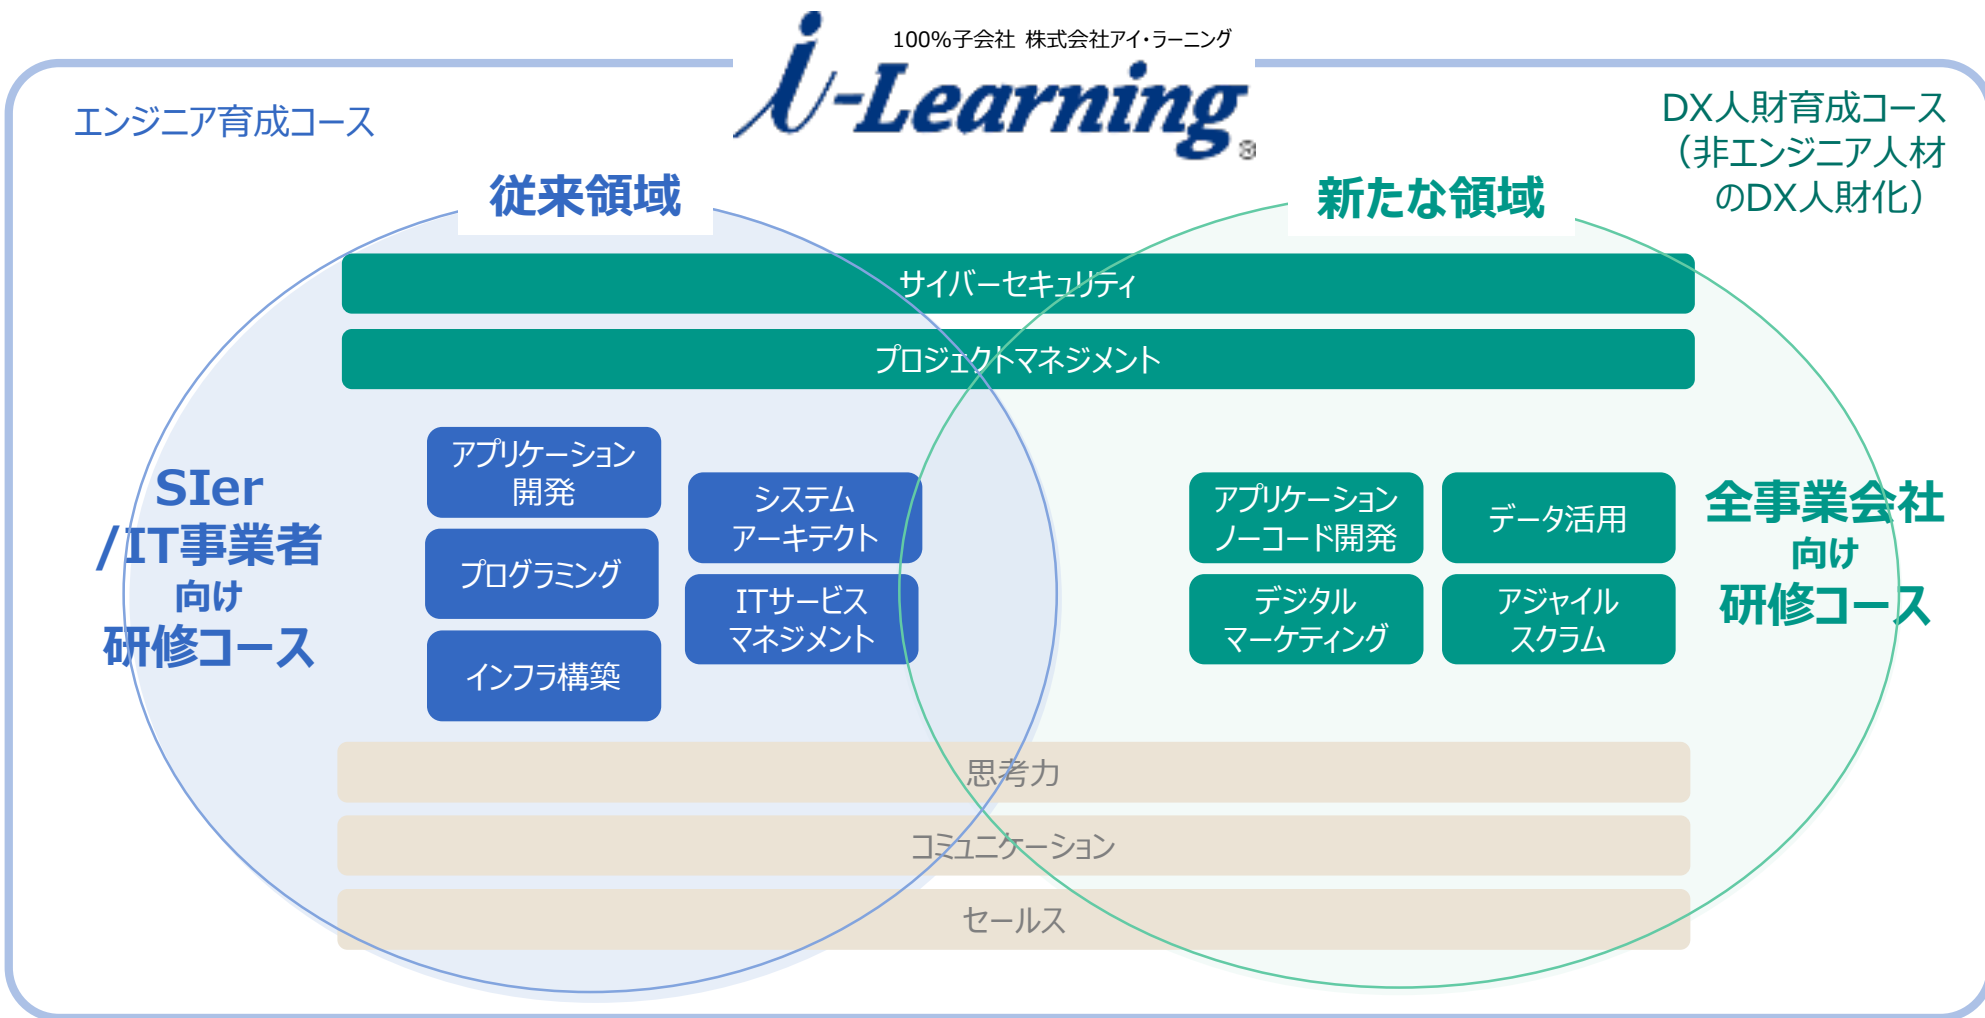 100%子会社 株式会社アイ・ラーニング
i-Learning®
エンジニア育成コース
DX人財育成コース
（非エンジニア人材
のDX人財化）
従来領域
新たな領域
サイバーセキュリティ
プロジェクトマネジメント
SIer
/IT事業者
向け
研修コース
アプリケーション
開発
プログラミング
インフラ構築
システム
アーキテクト
ITサービス
マネジメント
アプリケーション
ノーコード開発
データ活用
デジタル
マーケティング
アジャイル
スクラム
全事業会社
向け
研修コース
思考力
コミュニケーション
セールス